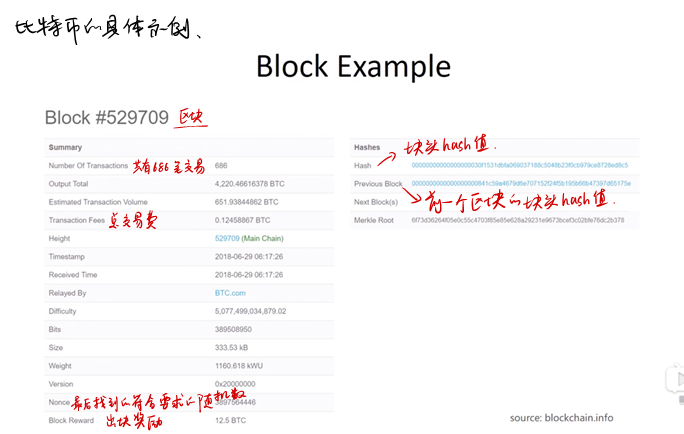 比特币的具体示例、
Block Example
Block #529709 区块
Summary
Number Of Transactions 共有686笔交易 686
Output Total 4,220.46616378 BTC
Estimated Transaction Volume 651.93844862 BTC
Transaction Fees 总交易费 0.12458867 BTC
Height 529709 (Main Chain)
Timestamp 2018-06-29 06:17:26
Received Time 2018-06-29 06:17:26
Relayed By BTC.com
Difficulty 5,077,499,034,879.02
Bits 389508950
Size 333.53 kB
Weight 1160.618 kWU
Version 0x20000000
Nonce 最后找到的符合要求的随机数 3897564446
Block Reward 出块奖励 12.5 BTC
Hashes 块头hash值.
Hash
Previous Block
Next Block(s) 前一个区块的块头hash值.
Merkle Root 6f73d36264f05e0c55c4703f85e85e628a29231e9673bcef3c02bfe76dc2b378
source: blockchain.info